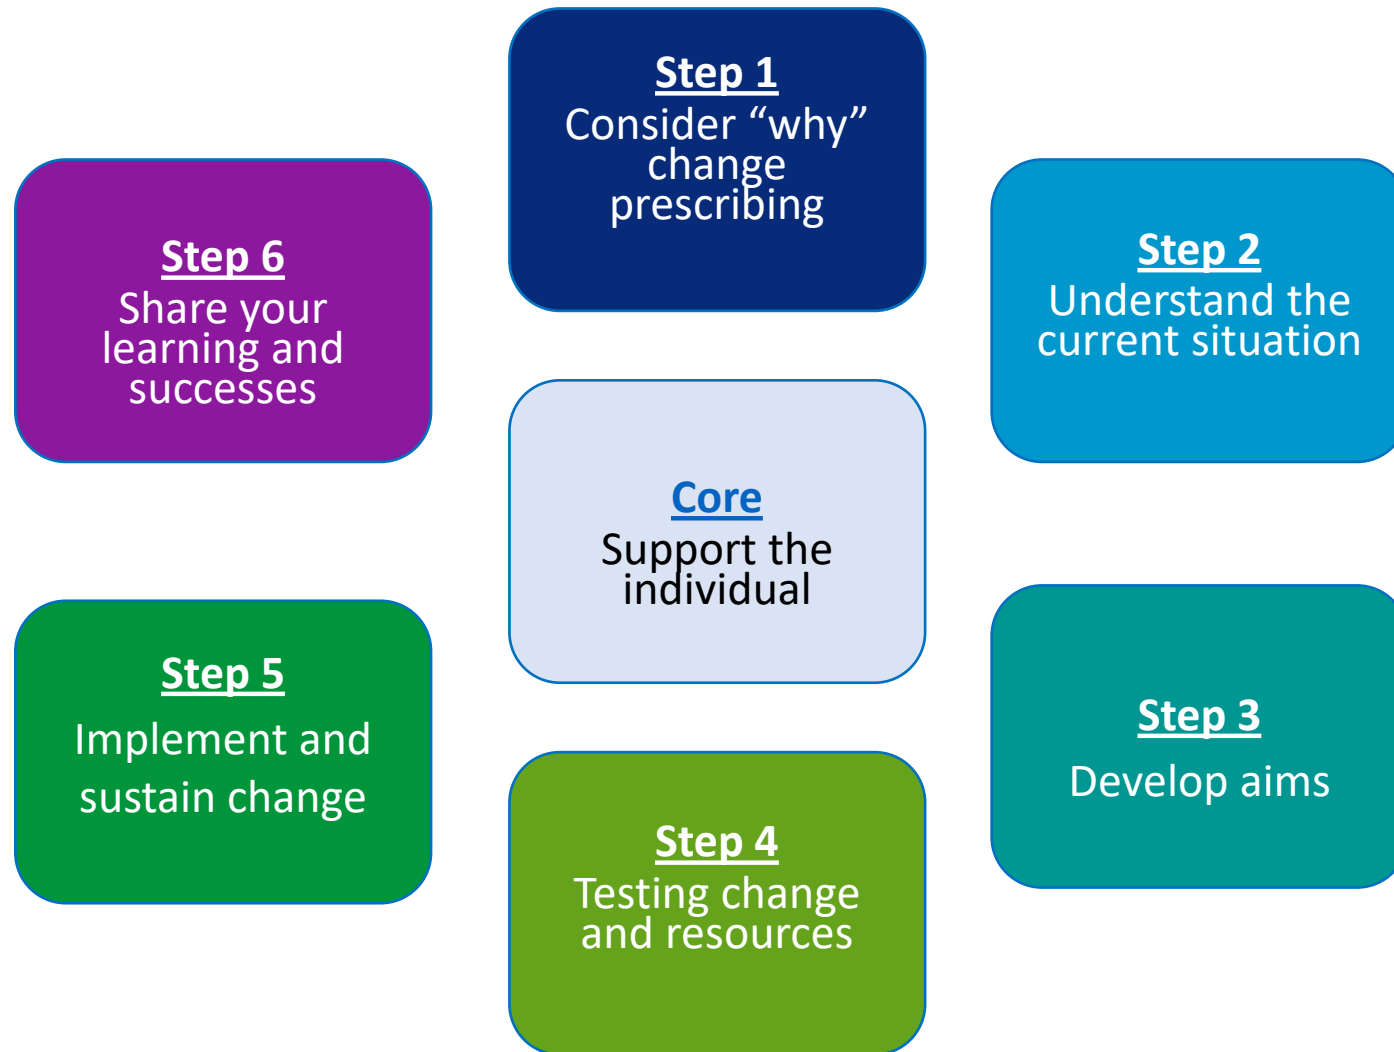 Step 1
Consider “why”
change
prescribing
Step 2
Understand the
current situation
Step 3
Develop aims
Step 4
Testing change
and resources
Step 5
Implement and
sustain change
Step 6
Share your
learning and
successes
Core
Support the
individual